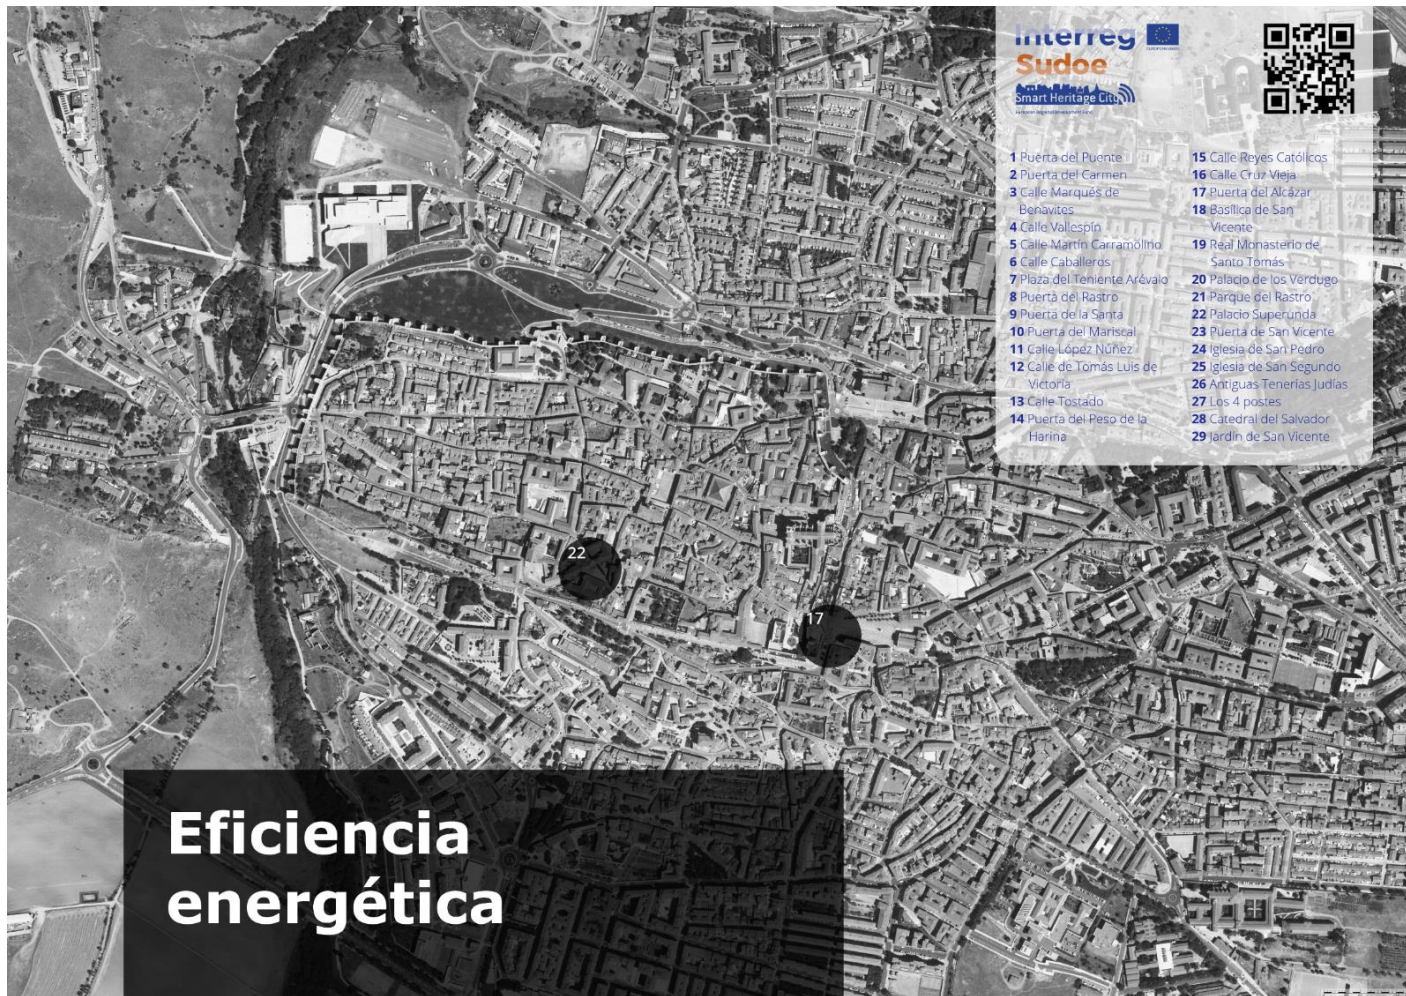 Interreg
EUROPEAN UNION
Sudoe
Smart Heritage City
European Regional Development Fund
1 Puerta del Puente
2 Puerta del Carmen
3 Calle Marqués de
Benavites
4 Calle Vallespín
5 Calle Martín Carramolino
6 Calle Caballeros
7 Plaza del Teniente Arévalo
8 Puerta del Rastro
9 Puerta de la Santa
10 Puerta del Mariscal
11 Calle López Núñez
12 Calle de Tomás Luis de
Victoria
13 Calle Tostado
14 Puerta del Peso de la
Harina
15 Calle Reyes Católicos
16 Calle Cruz Vieja
17 Puerta del Alcázar
18 Basílica de San
Vicente
19 Real Monasterio de
Santo Tomás
20 Palacio de los Verdugo
21 Parque del Rastro
22 Palacio Superunda
23 Puerta de San Vicente
24 Iglesia de San Pedro
25 Iglesia de San Segundo
26 Antiguas Tenerías Judías
27 Los 4 postes
28 Catedral del Salvador
29 Jardín de San Vicente
22
17
Eficiencia
energética